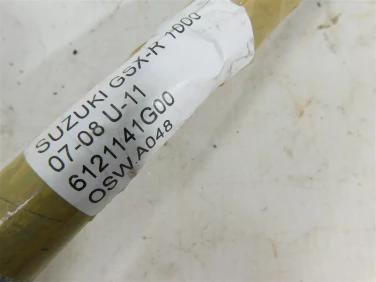 SUZUKI GSX-R 1000
07-08 U-11
6121141G00
OSW.A048